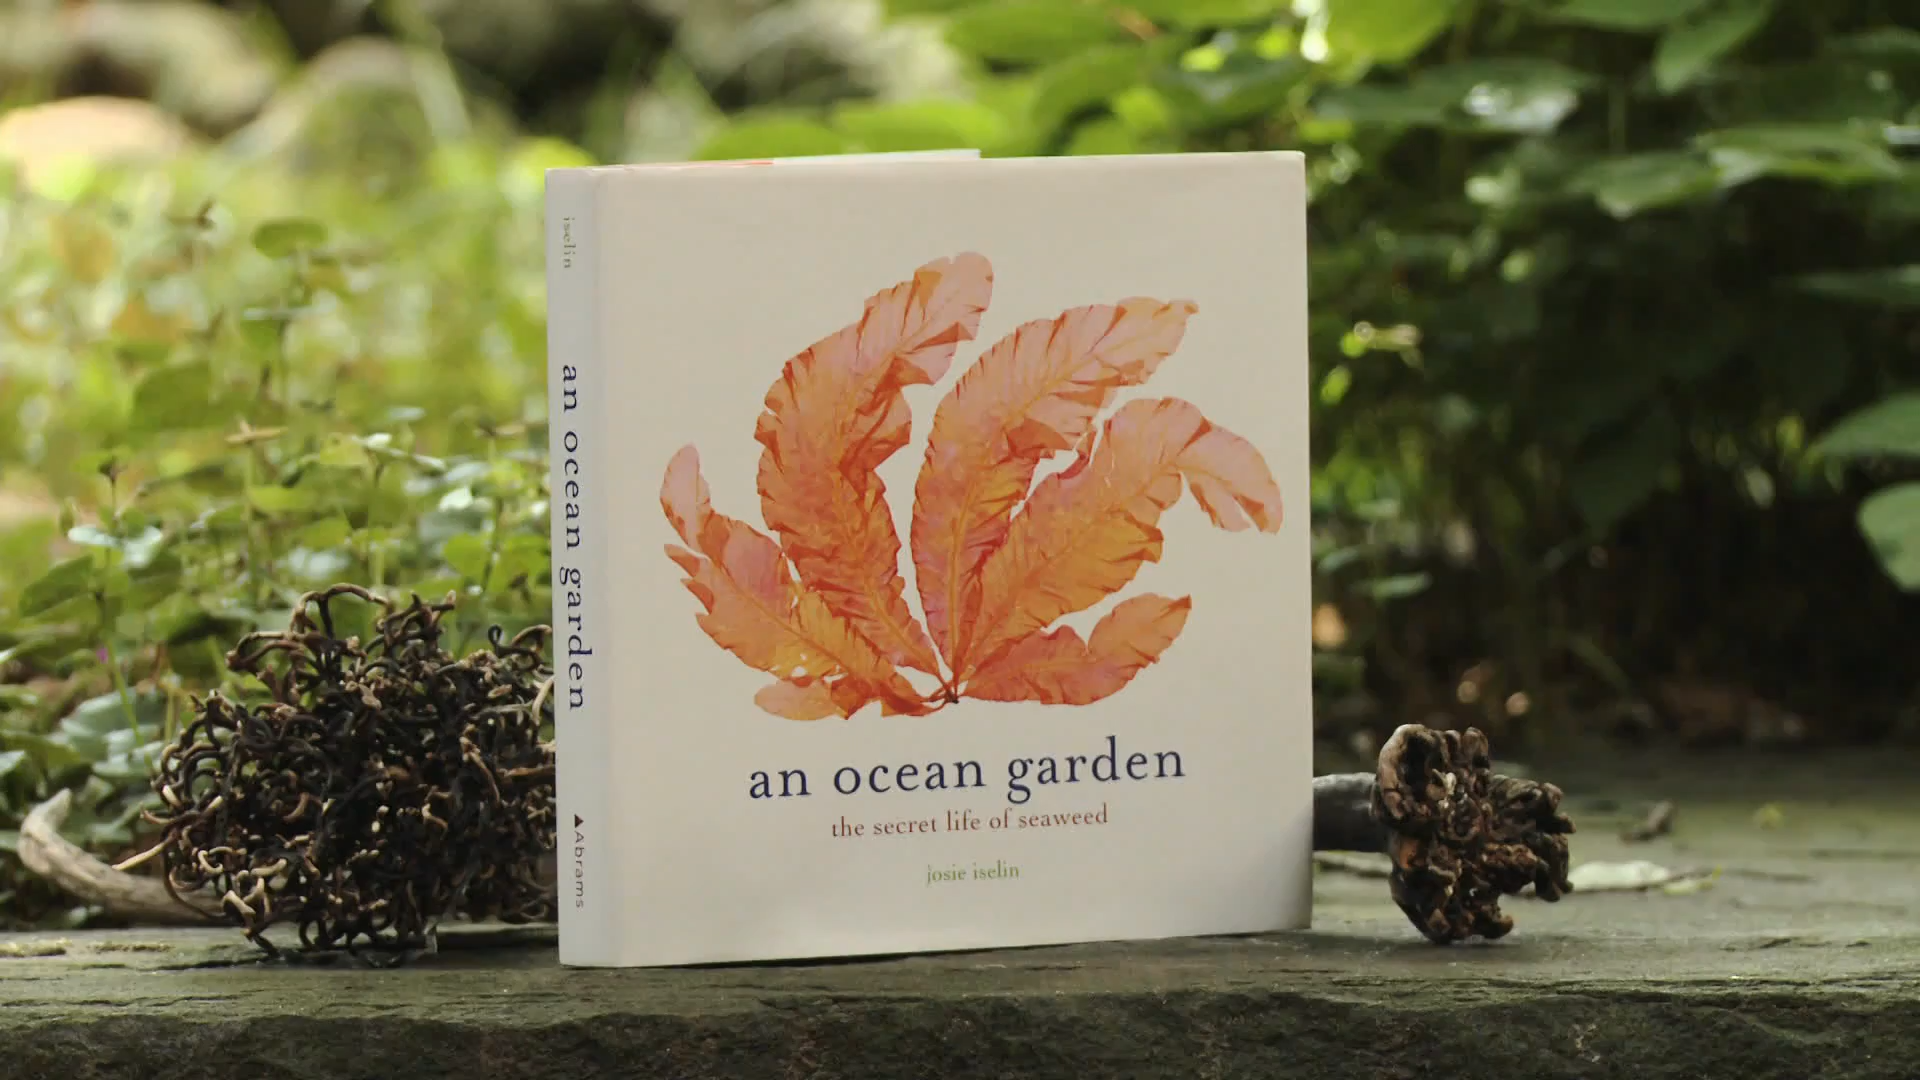 iselin
an ocean garden
Abrams
an ocean garden
the secret life of seaweed
josie iselin